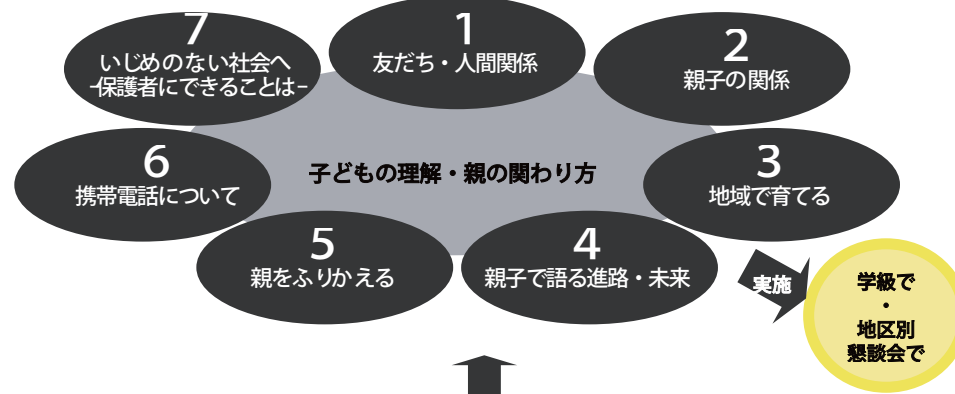 1
友だち・人間関係
2
親子の関係
3
地域で育てる
4
親子で語る進路・未来
5
親をふりかえる
6
携帯電話について
7
いじめのない社会へ
-保護者にできることは-
子どもの理解・親の関わり方
実施
学級で
・
地区別
懇談会で